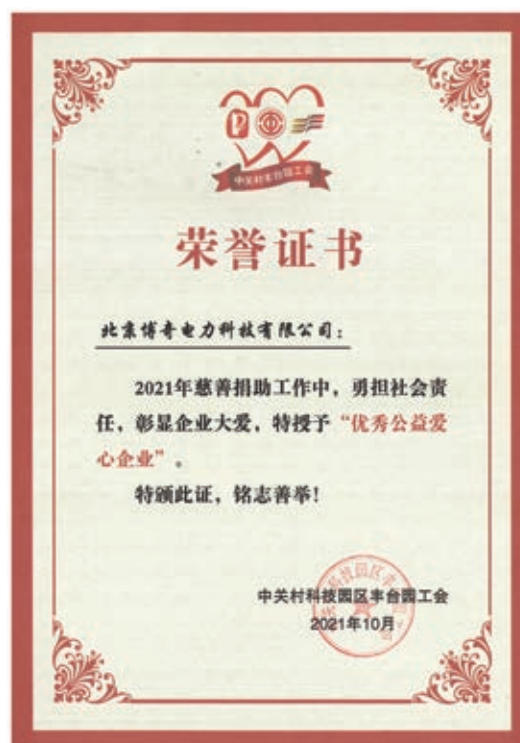 中关村丰台园工会
荣誉证书
北京博奇电力科技有限公司：
2021年慈善捐助工作中，勇担社会责
任，彰显企业大爱，特授予“优秀公益爱
心企业”。
特颁此证，铭志善举！
中关村科技园区丰台园工会
2021年10月